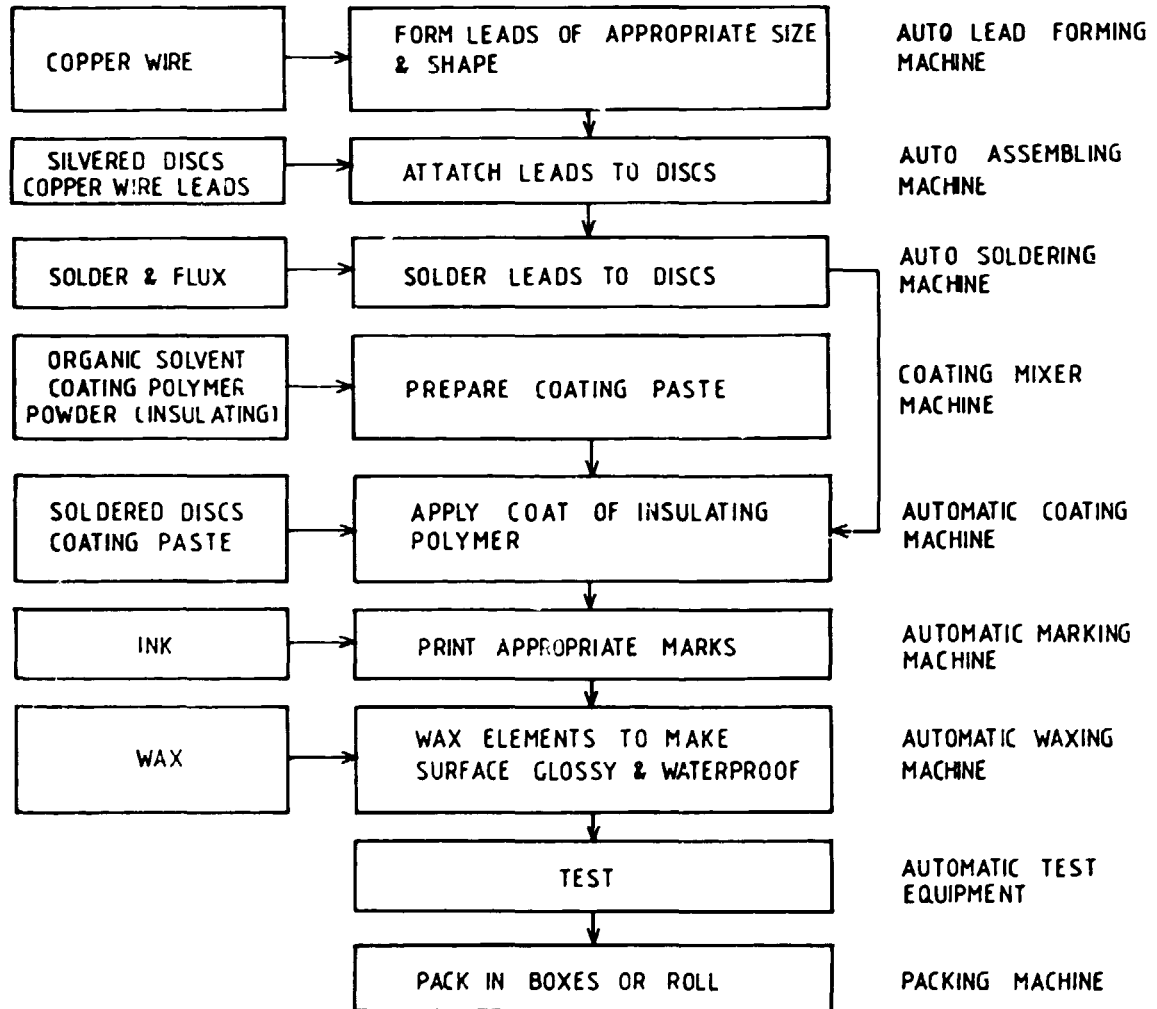 COPPER WIRE
FORM LEADS OF APPROPRIATE SIZE
& SHAPE
AUTO LEAD FORMING
MACHINE
SILVERED DISCS
COPPER WIRE LEADS
ATTATCH LEADS TO DISCS
AUTO ASSEMBLING
MACHINE
SOLDER & FLUX
SOLDER LEADS TO DISCS
AUTO SOLDERING
MACHINE
ORGANIC SOLVENT
COATING POLYMER
POWDER (INSULATING)
PREPARE COATING PASTE
COATING MIXER
MACHINE
SOLDERED DISCS
COATING PASTE
APPLY COAT OF INSULATING
POLYMER
AUTOMATIC COATING
MACHINE
INK
PRINT APPROPRIATE MARKS
AUTOMATIC MARKING
MACHINE
WAX
WAX ELEMENTS TO MAKE
SURFACE GLOSSY & WATERPROOF
AUTOMATIC WAXING
MACHINE
TEST
AUTOMATIC TEST
EQUIPMENT
PACK IN BOXES OR ROLL
PACKING MACHINE